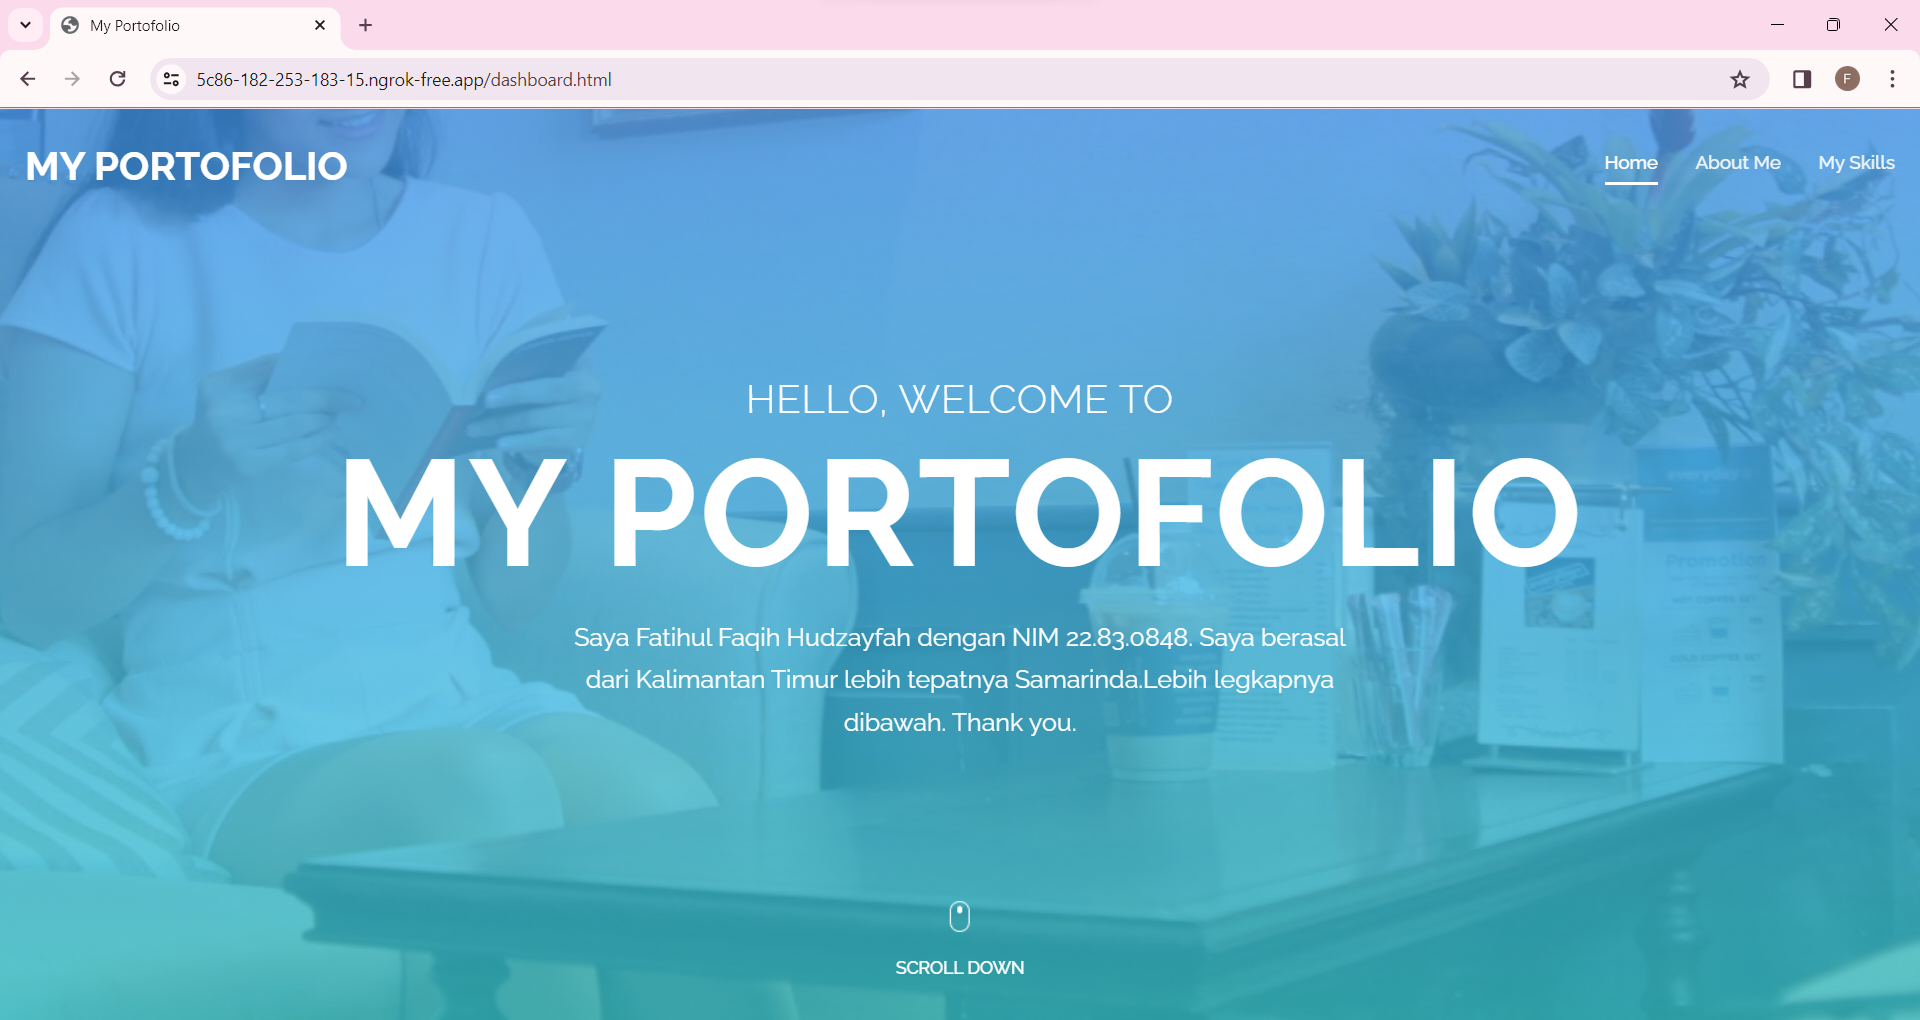 My Portofolio
5c86-182-253-183-15.ngrok-free.app/dashboard.html
F
MY PORTOFOLIO
Home
About Me
My Skills
HELLO, WELCOME TO
MY PORTOFOLIO
Saya Fatihul Faqih Hudzayfah dengan NIM 22.83.0848. Saya berasal
dari Kalimantan Timur lebih tepatnya Samarinda.Lebih legkapnya
dibawah. Thank you.
everyday
Promotion
SCROLL DOWN